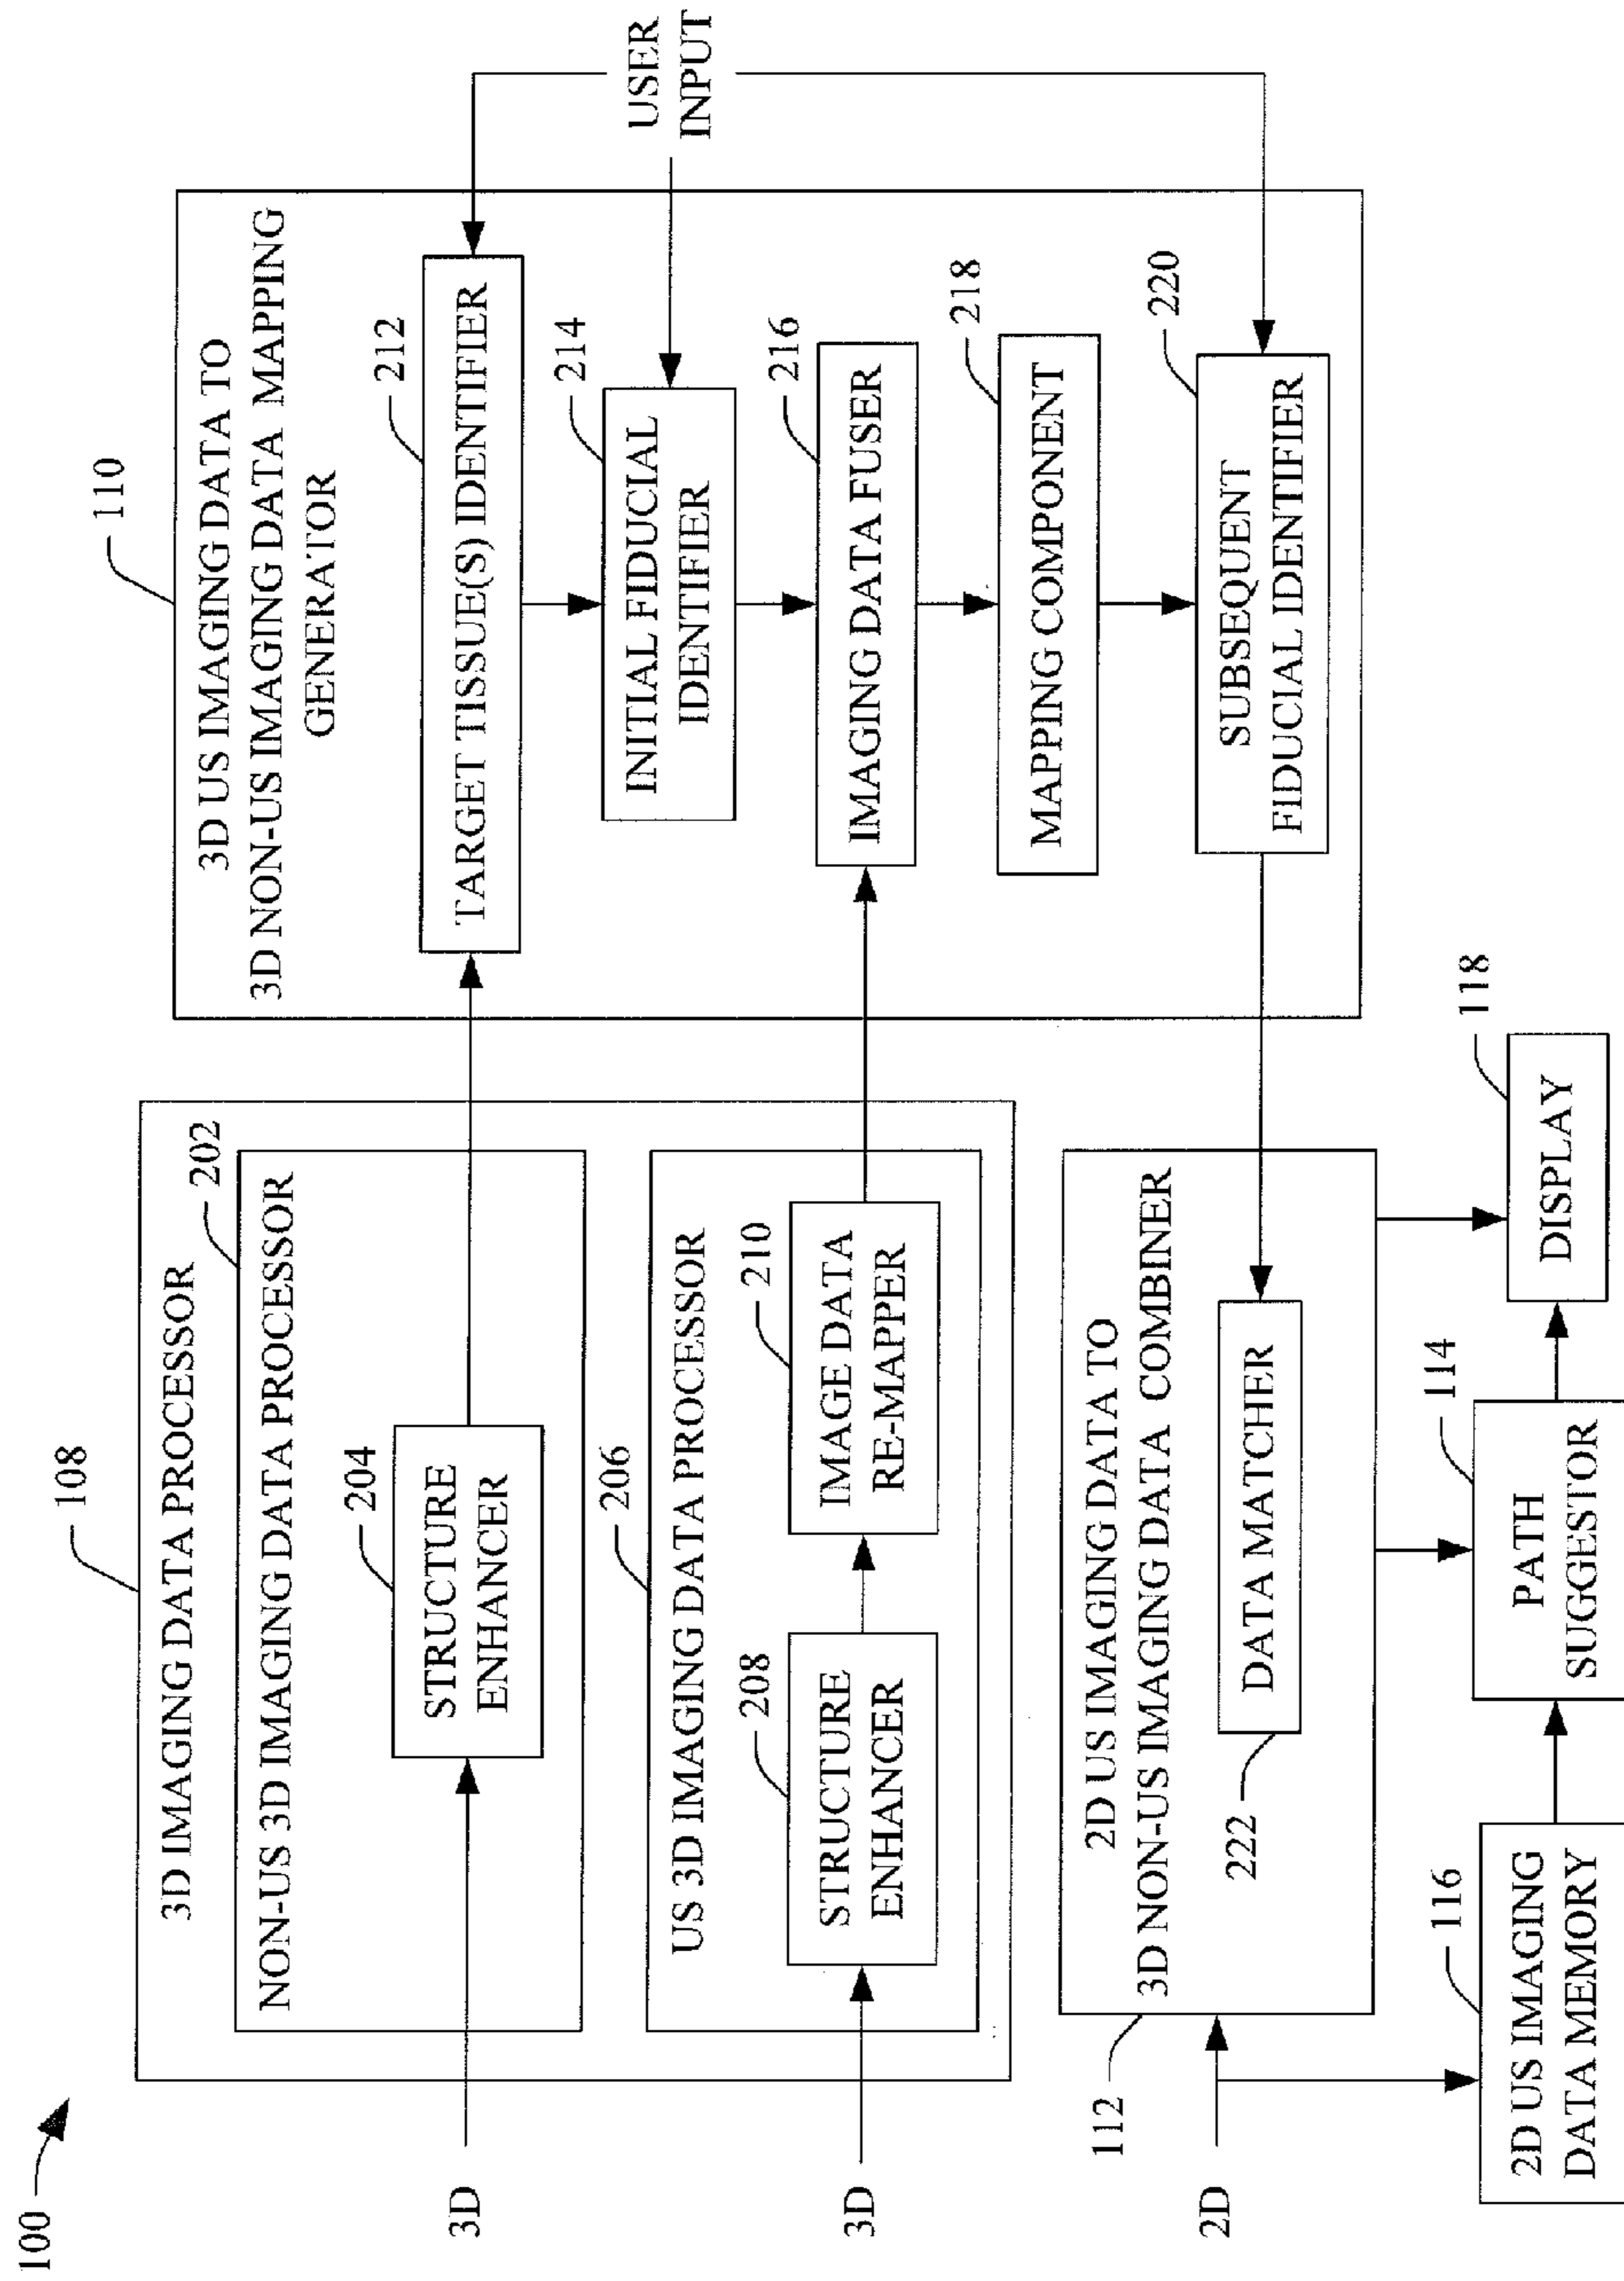 100
108
3D IMAGING DATA PROCESSOR
202
NON-US 3D IMAGING DATA PROCESSOR
204
STRUCTURE
ENHANCER
3D
206
US 3D IMAGING DATA PROCESSOR
208
STRUCTURE
ENHANCER
210
IMAGE DATA
RE-MAPPER
3D
110
3D US IMAGING DATA TO
3D NON-US IMAGING DATA MAPPING
GENERATOR
212
TARGET TISSUE(S) IDENTIFIER
214
INITIAL FIDUCIAL
IDENTIFIER
216
IMAGING DATA FUSER
218
MAPPING COMPONENT
220
SUBSEQUENT
FIDUCIAL IDENTIFIER
USER
INPUT
112
2D US IMAGING DATA TO
3D NON-US IMAGING DATA COMBINER
DATA MATCHER
222
2D
116
2D US IMAGING
DATA MEMORY
114
PATH
SUGGESTOR
118
DISPLAY